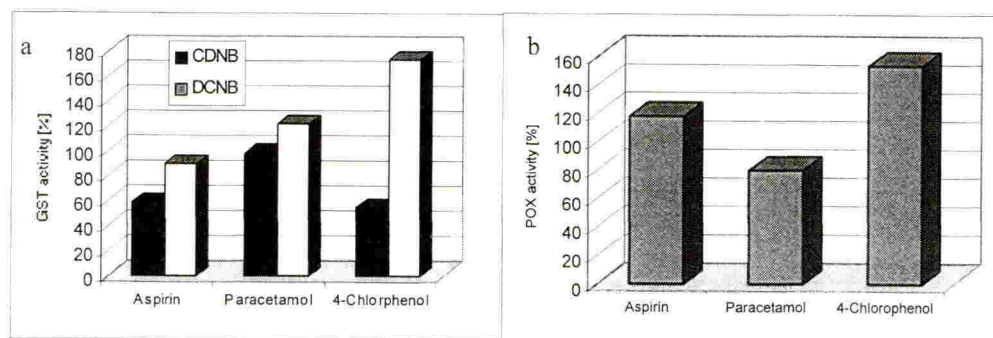 a
GST activity [%]
180
160
140
120
100
80
60
40
20
0
CDNB
DCNB
Aspirin Paracetamol 4-Chlorphenol
b
POX activity [%]
160
140
120
100
80
60
40
20
0
Aspirin Paracetamol 4-Chlorophenol